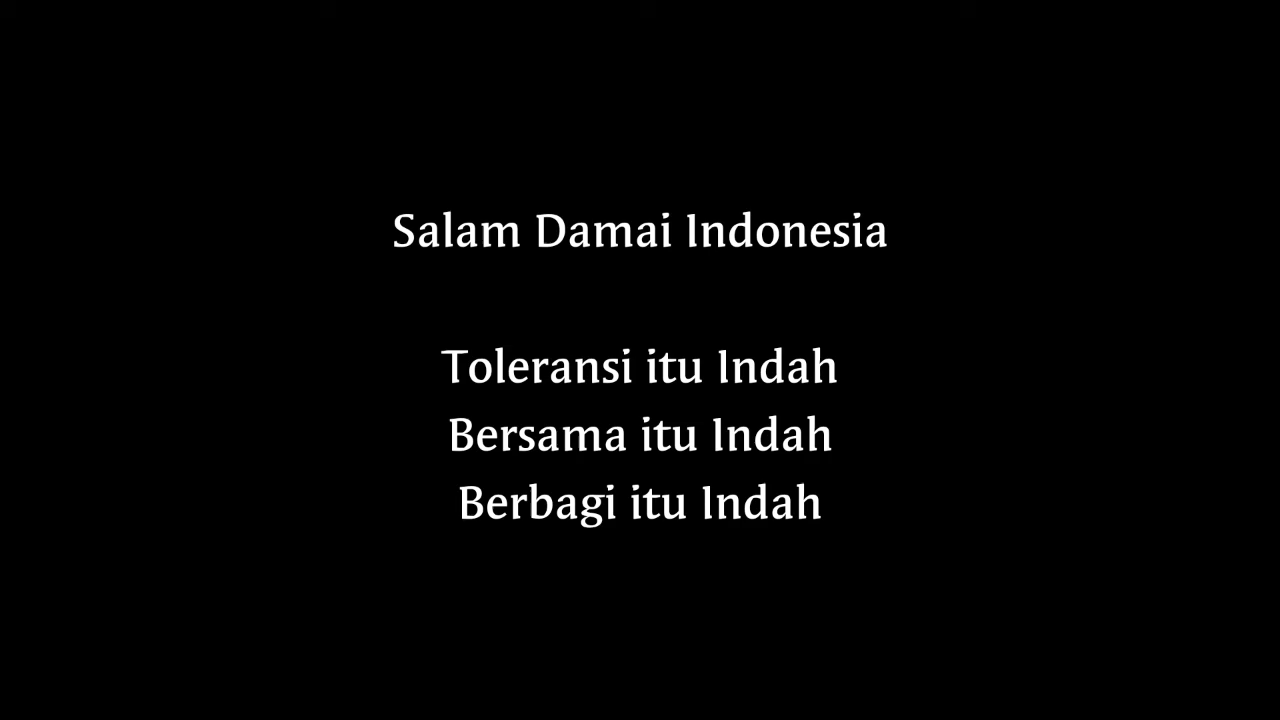 Salam Damai Indonesia
Toleransi itu Indah
Bersama itu Indah
Berbagi itu Indah